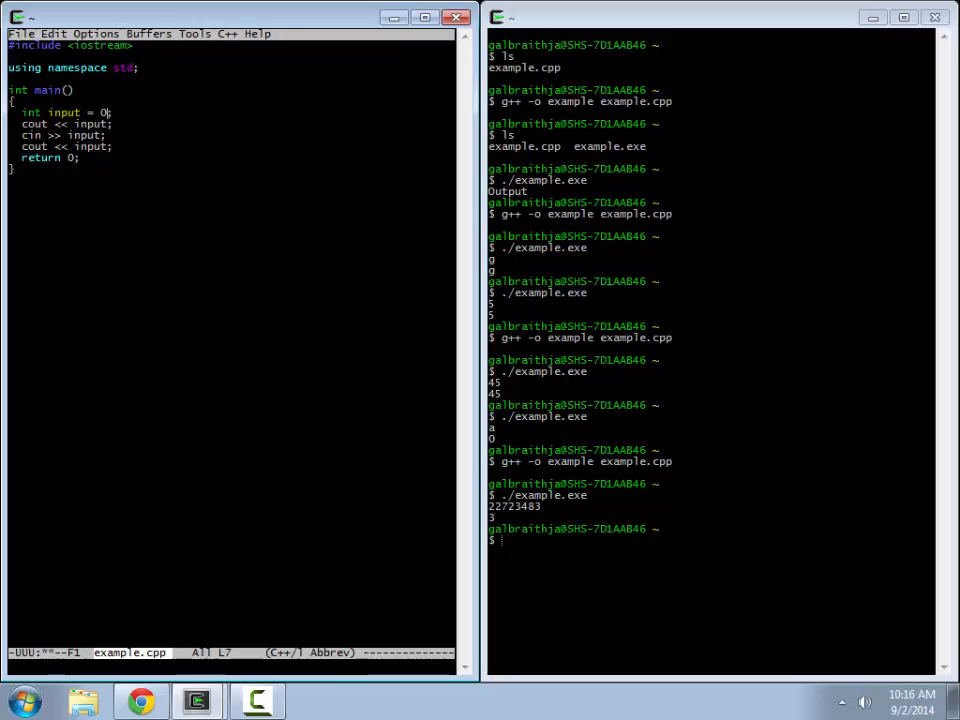 ~
File Edit Options Buffers Tools C++ Help
#include <iostream>
using namespace std;
int main()
{
int input = 0;
cout << input;
cin >> input;
cout << input;
return 0;
}
-UUU:**--F1 example.cpp All L7 (C++/l Abbrev) --------------
~
galbraithja@SHS-7D1AAB46 ~
$ ls
example.cpp
galbraithja@SHS-7D1AAB46 ~
$ g++ -o example example.cpp
galbraithja@SHS-7D1AAB46 ~
$ ls
example.cpp example.exe
galbraithja@SHS-7D1AAB46 ~
$ ./example.exe
Output
galbraithja@SHS-7D1AAB46 ~
$ g++ -o example example.cpp
galbraithja@SHS-7D1AAB46 ~
$ ./example.exe
g
g
galbraithja@SHS-7D1AAB46 ~
$ ./example.exe
5
5
galbraithja@SHS-7D1AAB46 ~
$ g++ -o example example.cpp
galbraithja@SHS-7D1AAB46 ~
$ ./example.exe
45
45
galbraithja@SHS-7D1AAB46 ~
$ ./example.exe
a
0
galbraithja@SHS-7D1AAB46 ~
$ g++ -o example example.cpp
galbraithja@SHS-7D1AAB46 ~
$ ./example.exe
22723483
3
galbraithja@SHS-7D1AAB46 ~
$
10:16 AM
9/2/2014